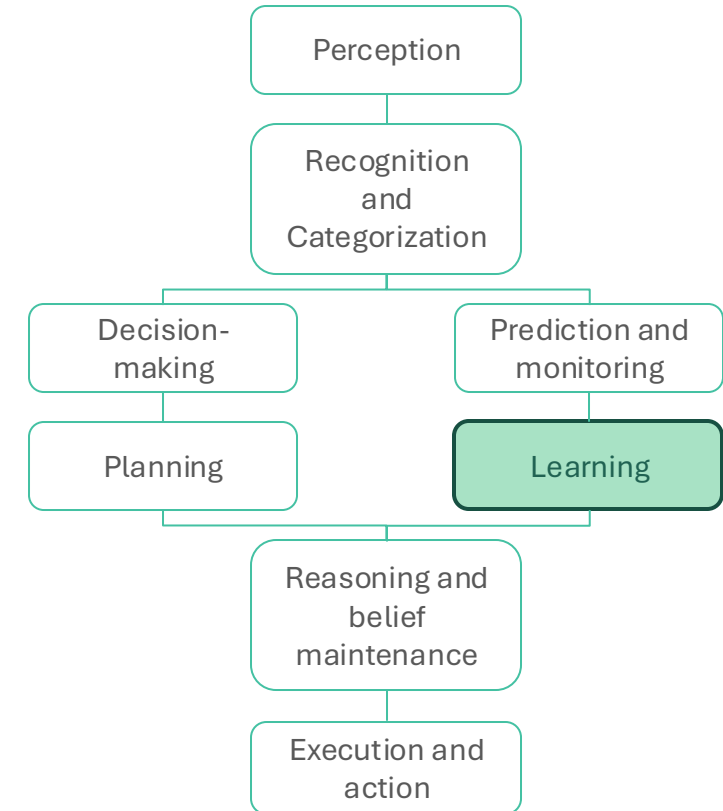 Perception
Recognition
and
Categorization
Decision-
making
Prediction and
monitoring
Planning
Learning
Reasoning and
belief
maintenance
Execution and
action